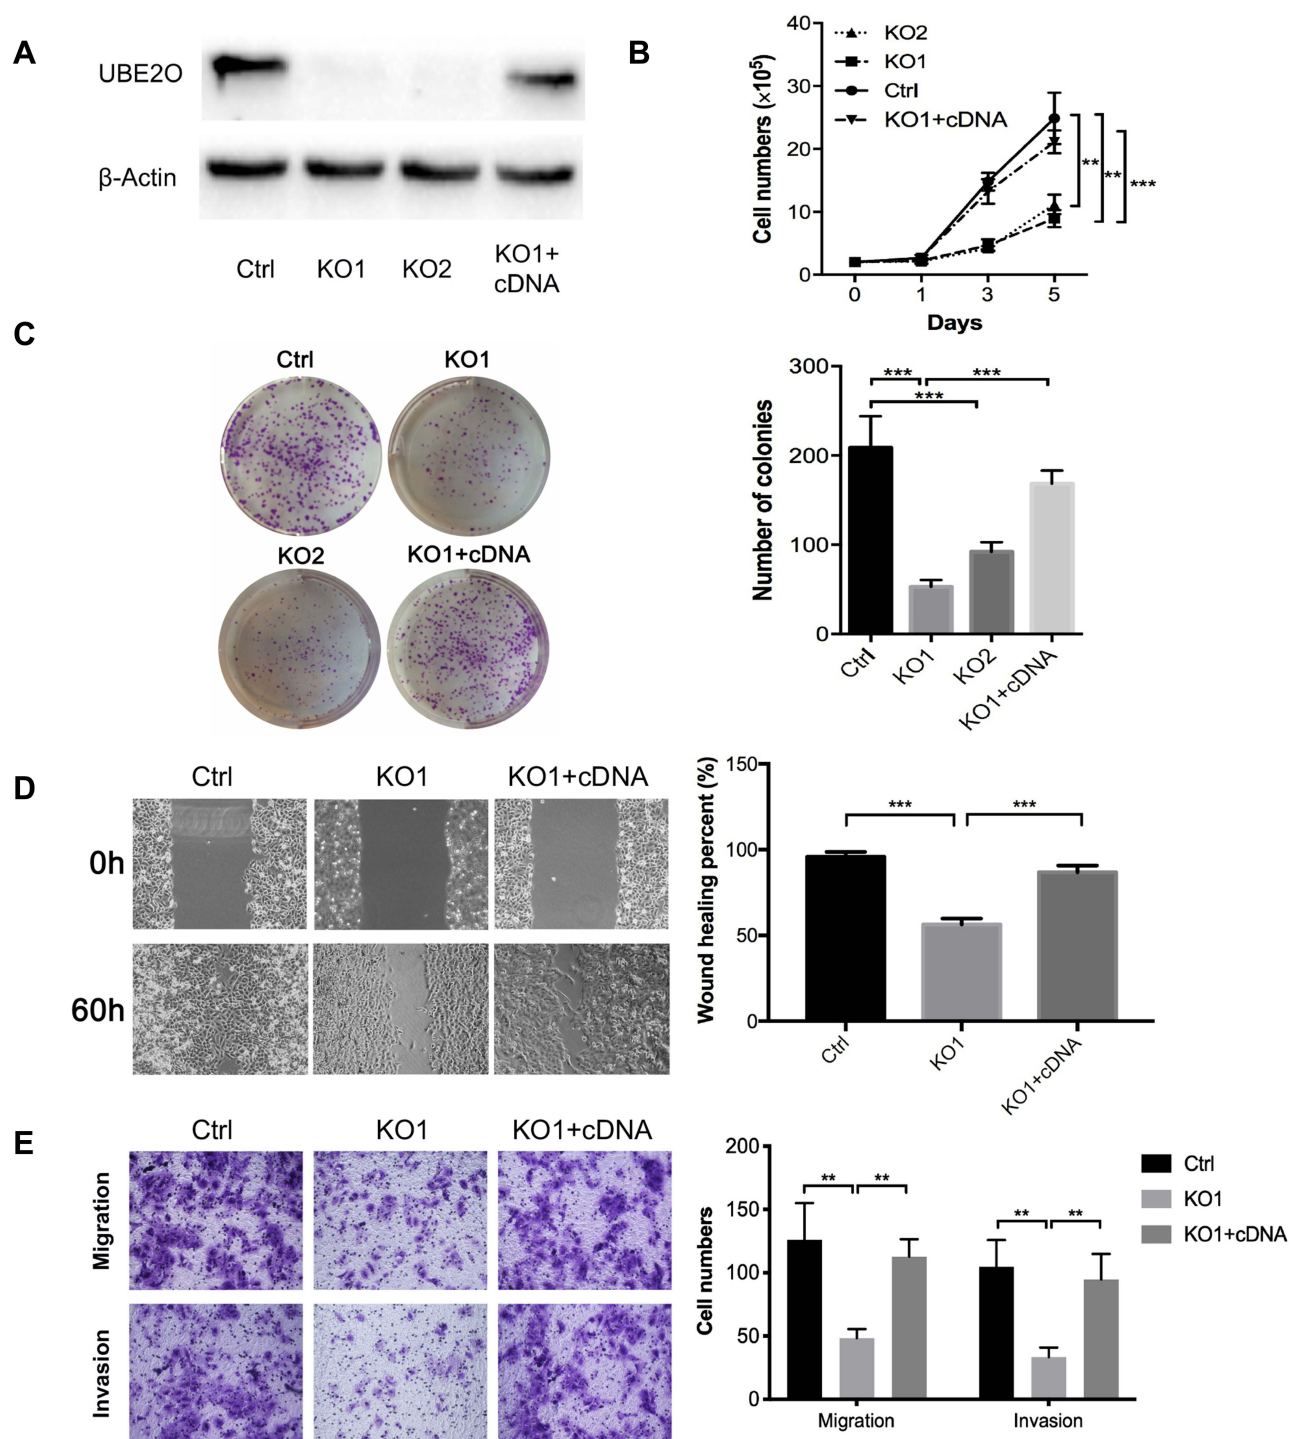 A
UBE2O
β-Actin
Ctrl
KO1
KO2
KO1+
cDNA
B
Cell numbers (×10⁵)
40
30
20
10
0
KO2
KO1
Ctrl
KO1+cDNA
**
**
***
0
1
3
5
Days
C
Ctrl
KO1
KO2
KO1+cDNA
Number of colonies
300
200
100
0
***
***
***
Ctrl
KO1
KO2
KO1+cDNA
D
Ctrl
KO1
KO1+cDNA
0h
60h
Wound healing percent (%)
150
100
50
0
***
***
Ctrl
KO1
KO1+cDNA
E
Ctrl
KO1
KO1+cDNA
Migration
Invasion
Cell numbers
200
150
100
50
0
**
**
**
**
Migration
Invasion
Ctrl
KO1
KO1+cDNA